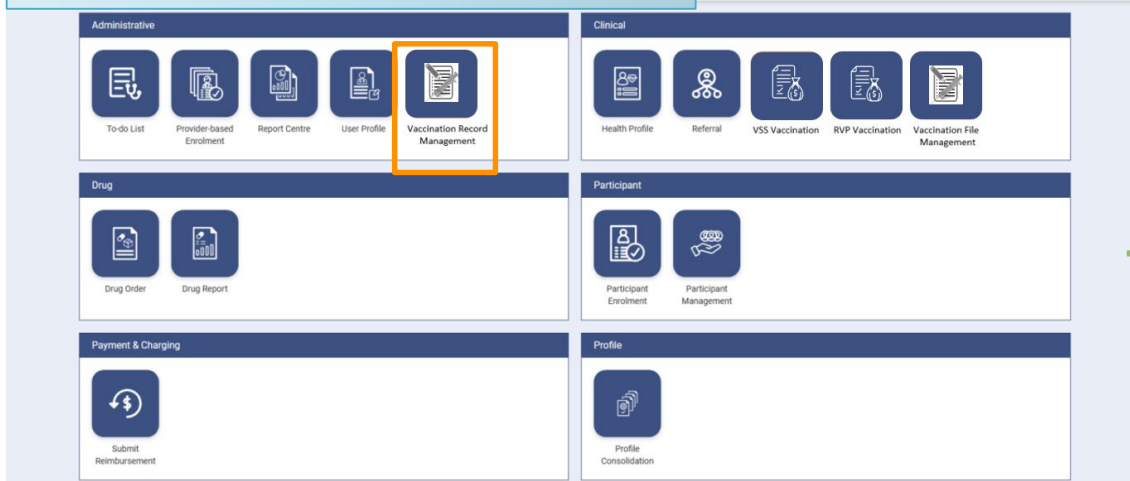 Administrative
To-do List
Provider-based
Enrolment
Report Centre
User Profile
Vaccination Record
Management
Clinical
Health Profile
Referral
VSS Vaccination
RVP Vaccination
Vaccination File
Management
Drug
Drug Order
Drug Report
Participant
Participant
Enrolment
Participant
Management
Payment & Charging
Submit
Reimbursement
Profile
Profile
Consolidation